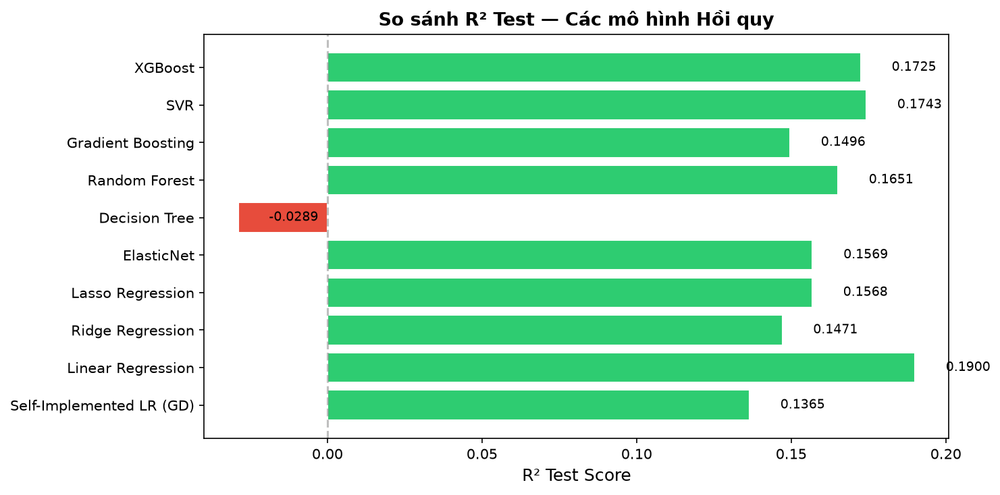 So sánh R² Test — Các mô hình Hồi quy
XGBoost 0.1725
SVR 0.1743
Gradient Boosting 0.1496
Random Forest 0.1651
Decision Tree -0.0289
ElasticNet 0.1569
Lasso Regression 0.1568
Ridge Regression 0.1471
Linear Regression 0.1900
Self-Implemented LR (GD) 0.1365
0.00 0.05 0.10 0.15 0.20
R² Test Score